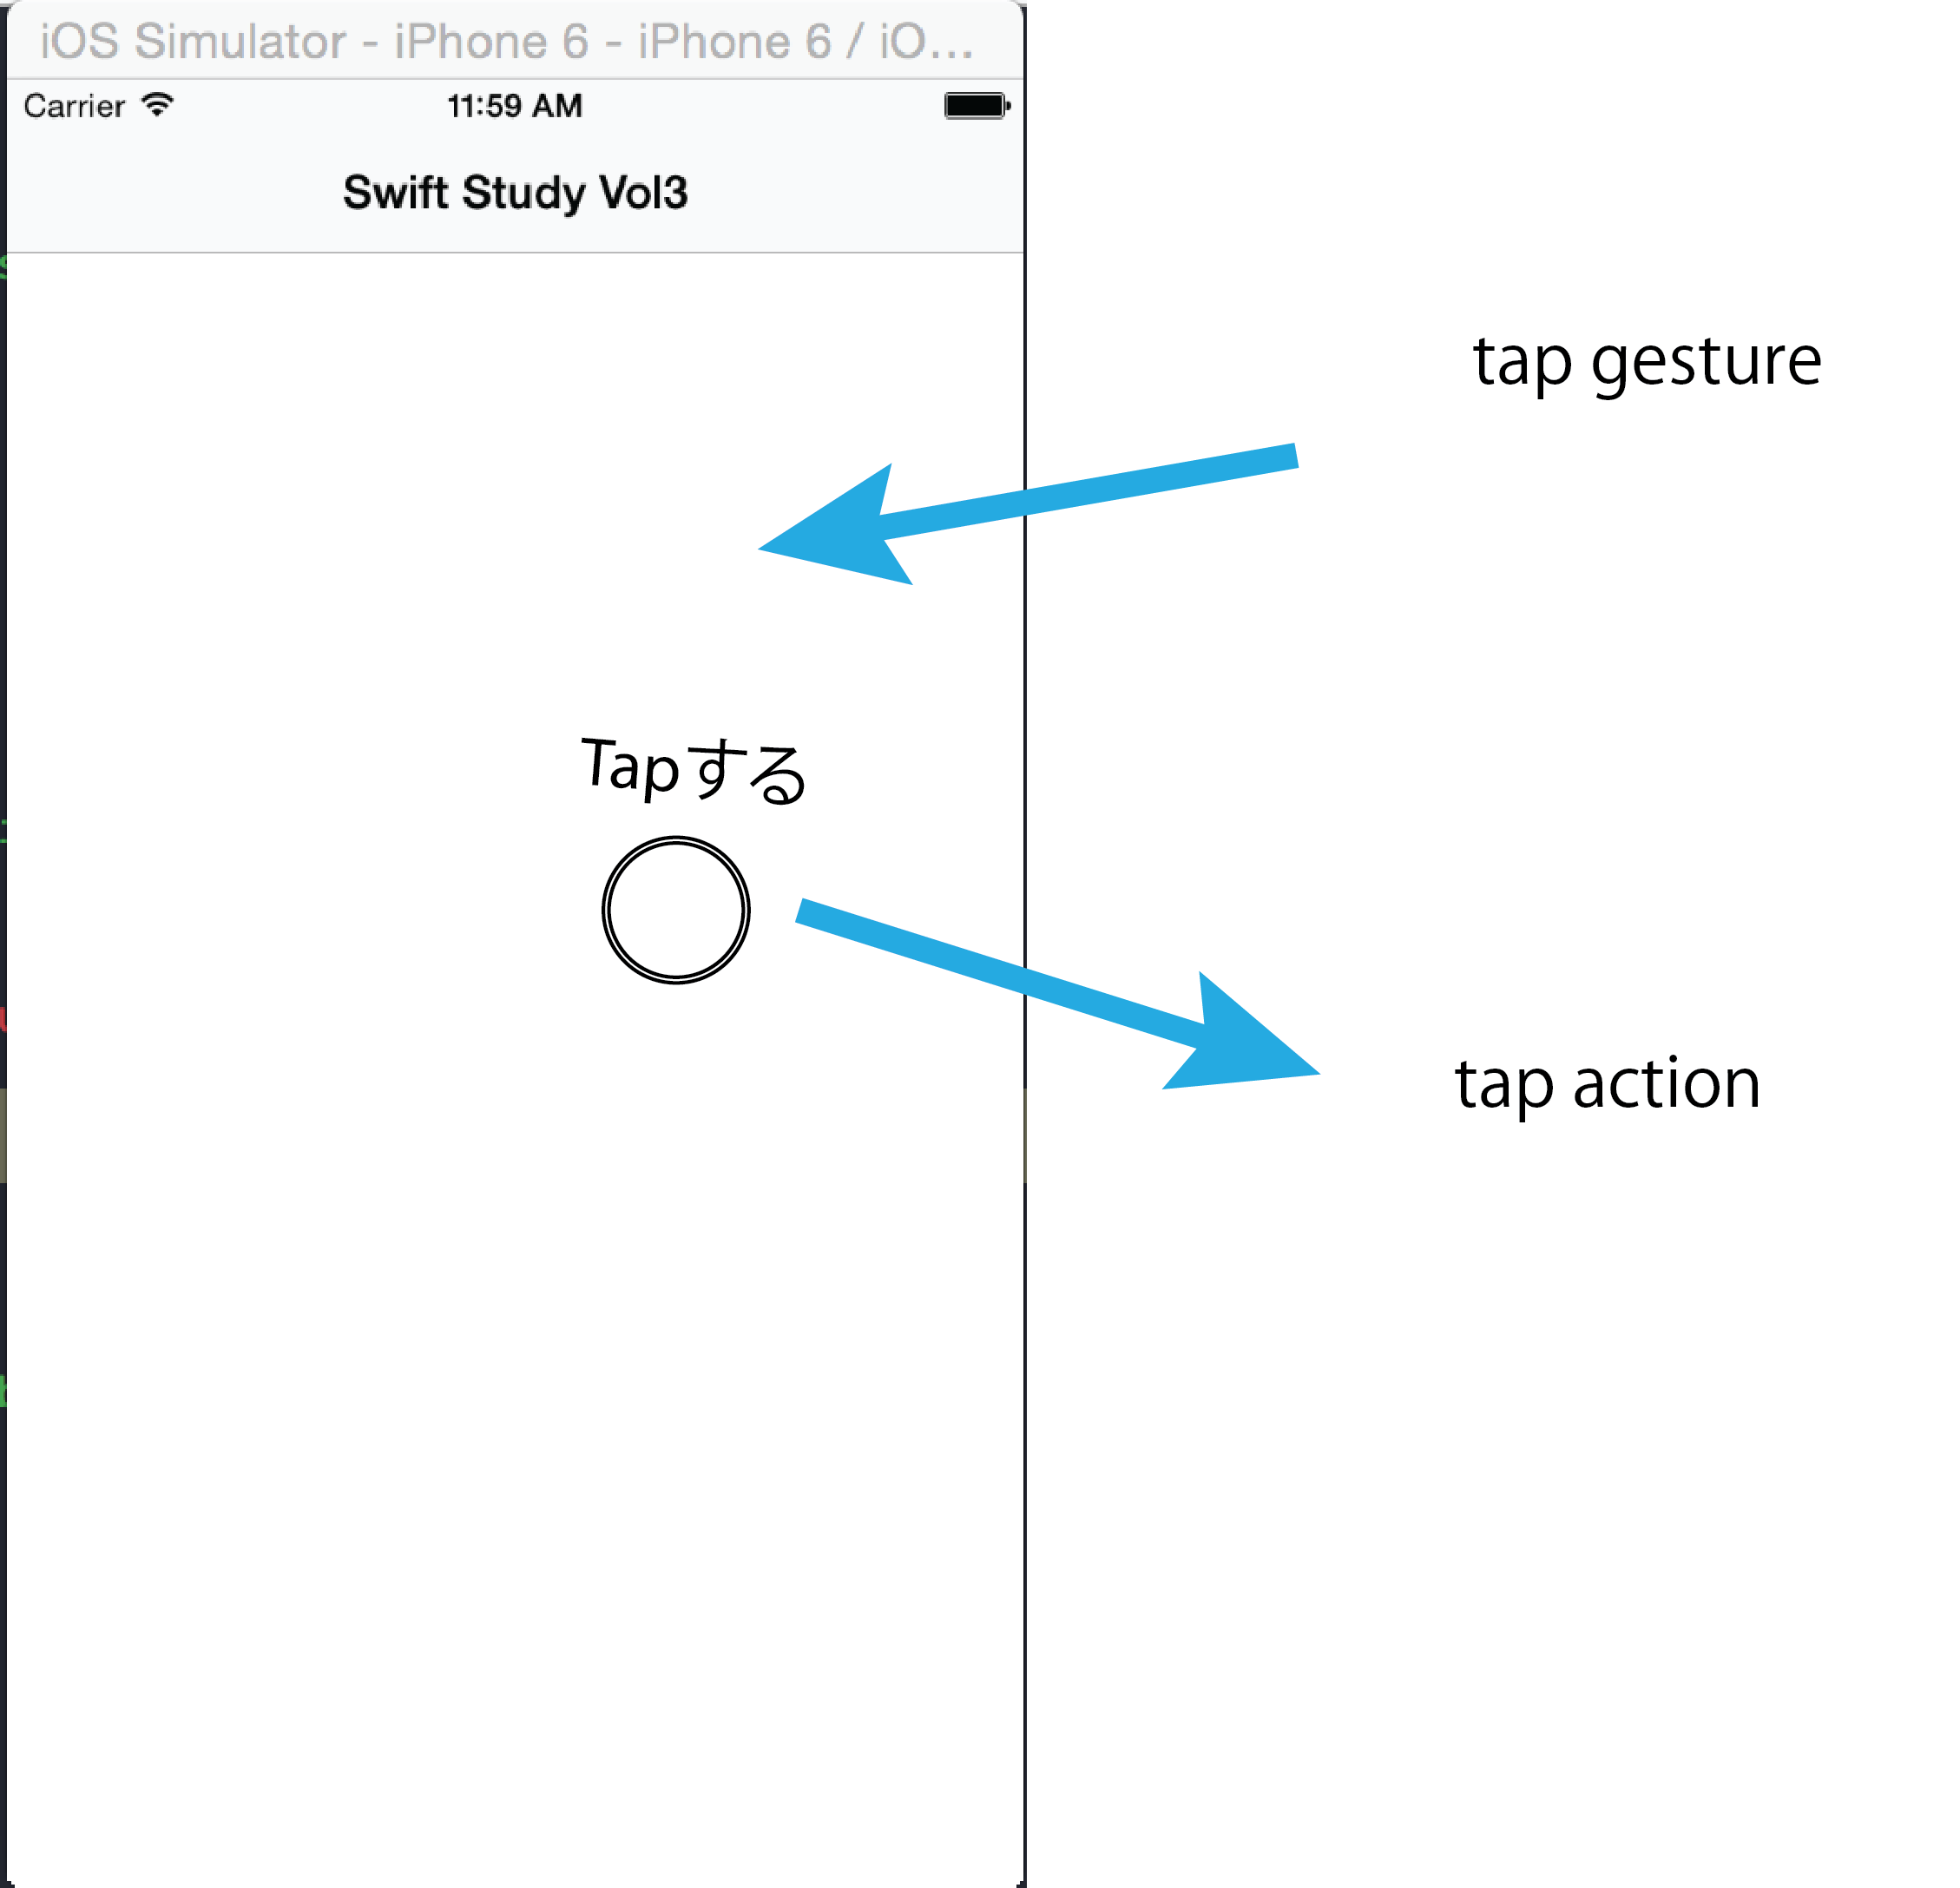 iOS Simulator - iPhone 6 - iPhone 6 / iO...
Carrier 11:59 AM
Swift Study Vol3
tap gesture
Tapする
tap action